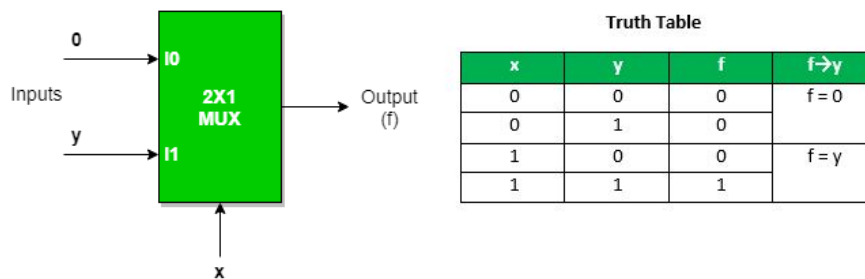 0
I0
Inputs
2X1
MUX
Output
(f)
y
I1
x
Truth Table
x y f f→y
0 0 0 f = 0
0 1 0
1 0 0 f = y
1 1 1